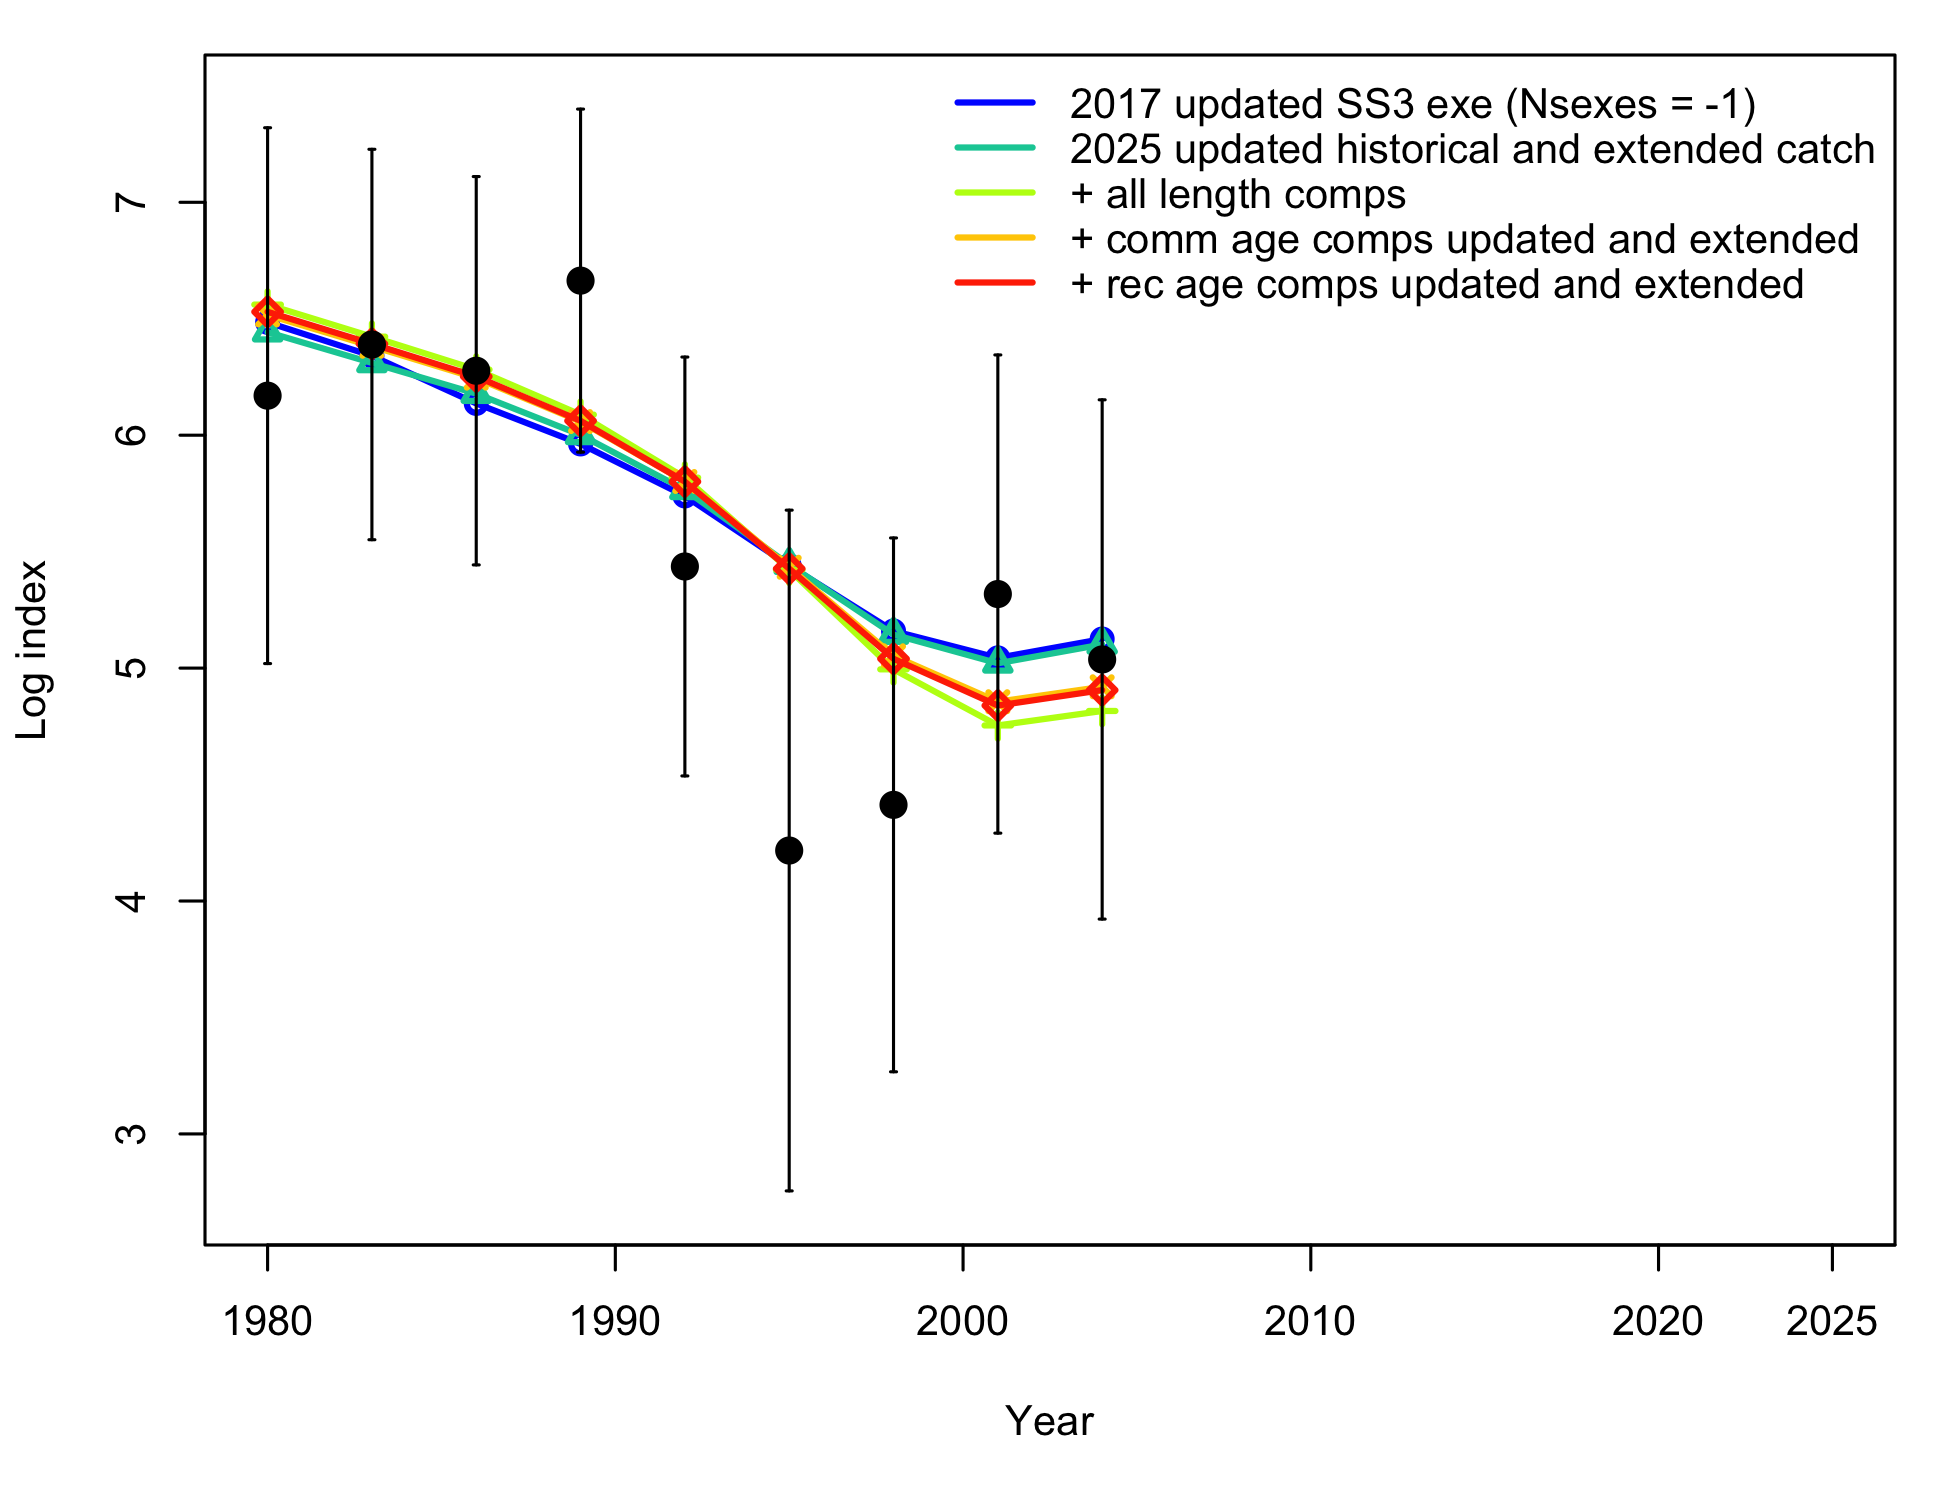 2017 updated SS3 exe (Nsexes = -1)
2025 updated historical and extended catch
+ all length comps
+ comm age comps updated and extended
+ rec age comps updated and extended
7
6
5
4
3
Log index
1980 1990 2000 2010 2020 2025
Year